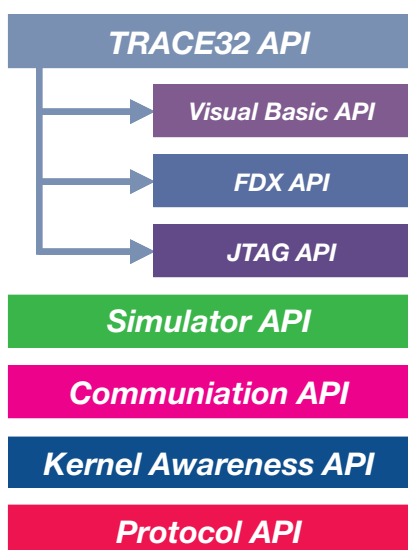 TRACE32 API
Visual Basic API
FDX API
JTAG API
Simulator API
Communiation API
Kernel Awareness API
Protocol API